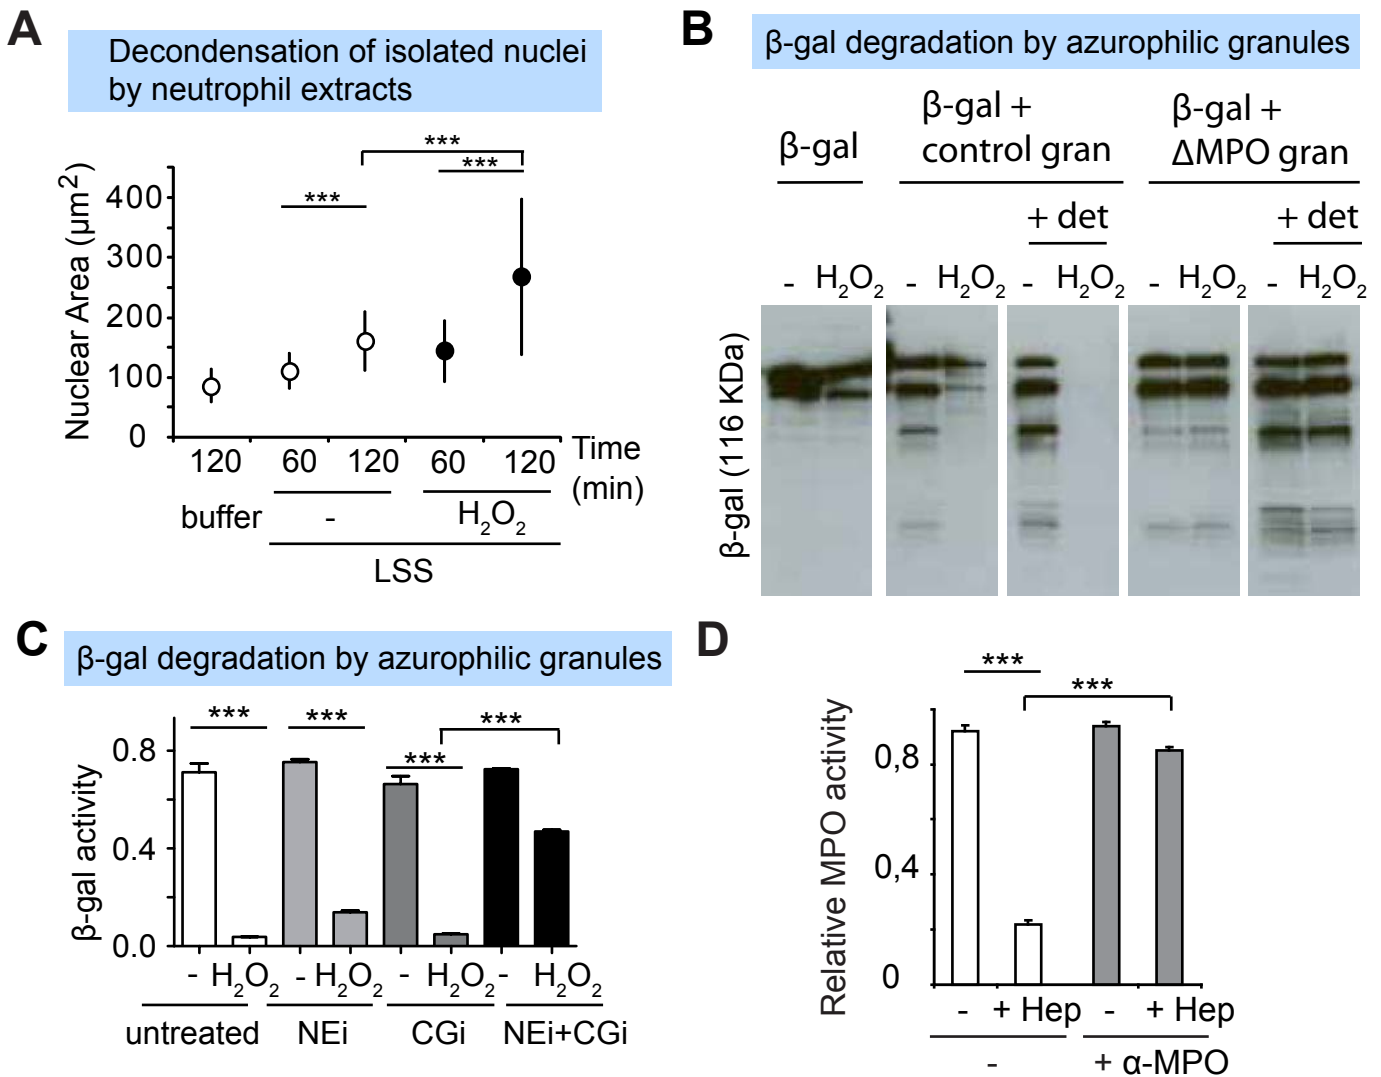 A
Decondensation of isolated nuclei
by neutrophil extracts
***
***
***
Nuclear Area (µm²)
400
300
200
100
0
120 60 120 60 120 Time
(min)
buffer - H₂O₂
LSS
B
β-gal degradation by azurophilic granules
β-gal
β-gal +
control gran
β-gal +
ΔMPO gran
+ det + det
- H₂O₂ - H₂O₂ - H₂O₂ - H₂O₂ - H₂O₂
β-gal (116 KDa)
C
β-gal degradation by azurophilic granules
*** *** *** ***
β-gal activity
0.8
0.4
0.0
- H₂O₂ - H₂O₂ - H₂O₂ - H₂O₂
untreated NEi CGi NEi+CGi
D
***
***
Relative MPO activity
0,8
0,4
0
- + Hep - + Hep
- + α-MPO